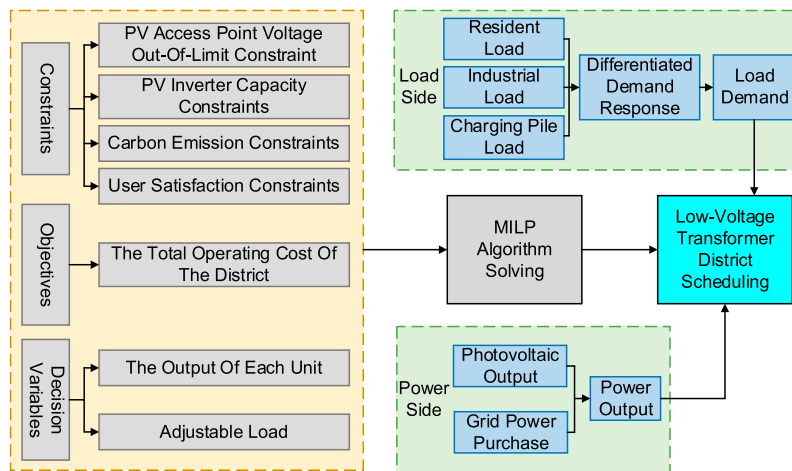 Constraints
PV Access Point Voltage
Out-Of-Limit Constraint
PV Inverter Capacity
Constraints
Carbon Emission Constraints
User Satisfaction Constraints
Objectives
The Total Operating Cost Of
The District
Decision
Variables
The Output Of Each Unit
Adjustable Load
MILP
Algorithm
Solving
Load
Side
Resident
Load
Industrial
Load
Charging Pile
Load
Differentiated
Demand
Response
Load
Demand
Low-Voltage
Transformer
District
Scheduling
Power
Side
Photovoltaic
Output
Grid Power
Purchase
Power
Output